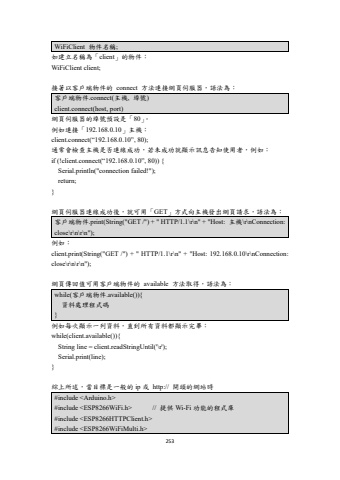 WiFiClient 物件名稱;
如建立名稱為「client」的物件：
WiFiClient client;
接著以客戶端物件的 connect 方法連接網頁伺服器，語法為：
客戶端物件.connect(主機, 埠號)
client.connect(host, port)
網頁伺服器的埠號預設是「80」。
例如連接「192.168.0.10」主機：
client.connect("192.168.0.10", 80);
通常會檢查主機是否連線成功，若未成功就顯示訊息告知使用者，例如：
if (!client.connect("192.168.0.10", 80)) {
Serial.println("connection failed!");
return;
}
網頁伺服器連線成功後，就可用「GET」方式向主機發出網頁請求，語法為：
客戶端物件.print(String("GET /") + " HTTP/1.1\r\n" + "Host: 主機\r\nConnection:
close\r\n\r\n");
例如：
client.print(String("GET /") + " HTTP/1.1\r\n" + "Host: 192.168.0.10\r\nConnection:
close\r\n\r\n");
網頁傳回值可用客戶端物件的 available 方法取得，語法為：
while(客戶端物件.available()){
資料處理程式碼
}
例如每次顯示一列資料，直到所有資料都顯示完畢：
while(client.available()){
String line = client.readStringUntil('\r');
Serial.print(line);
}
綜上所述，當目標是一般的 ip 或 http:// 開頭的網站時
#include <Arduino.h>
#include <ESP8266WiFi.h> // 提供 Wi-Fi 功能的程式庫
#include <ESP8266HTTPClient.h>
#include <ESP8266WiFiMulti.h>
253